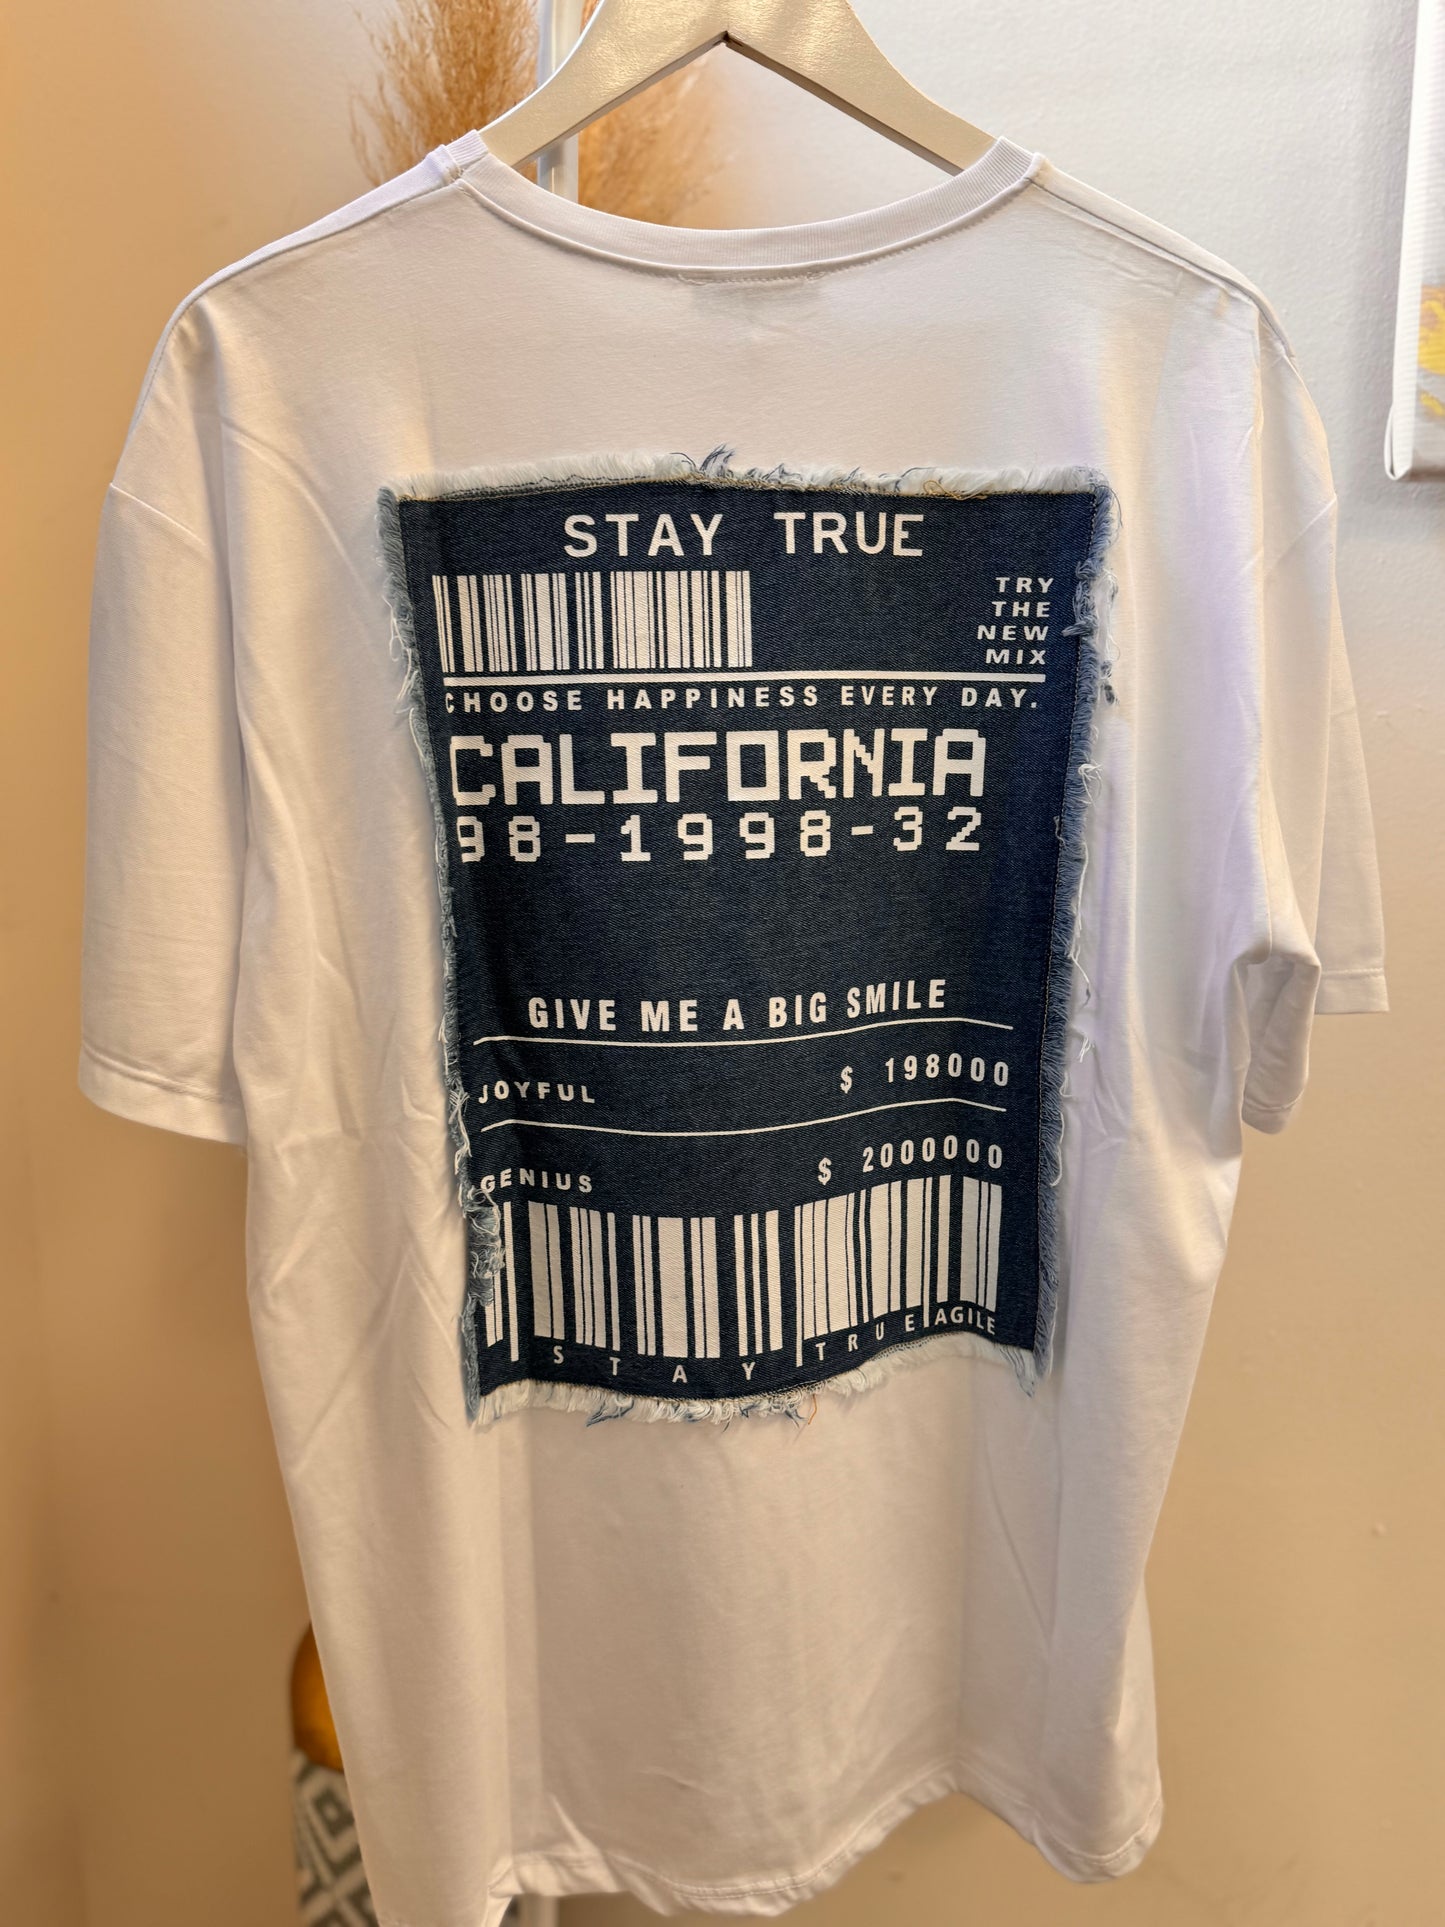 STAY TRUE
TRY
THE
NEW
MIX
CHOOSE HAPPINESS EVERY DAY.
CALIFORNIA
98-1998-32
GIVE ME A BIG SMILE
JOYFUL $ 198000
GENIUS $ 2000000
STAY TRUE AGILE